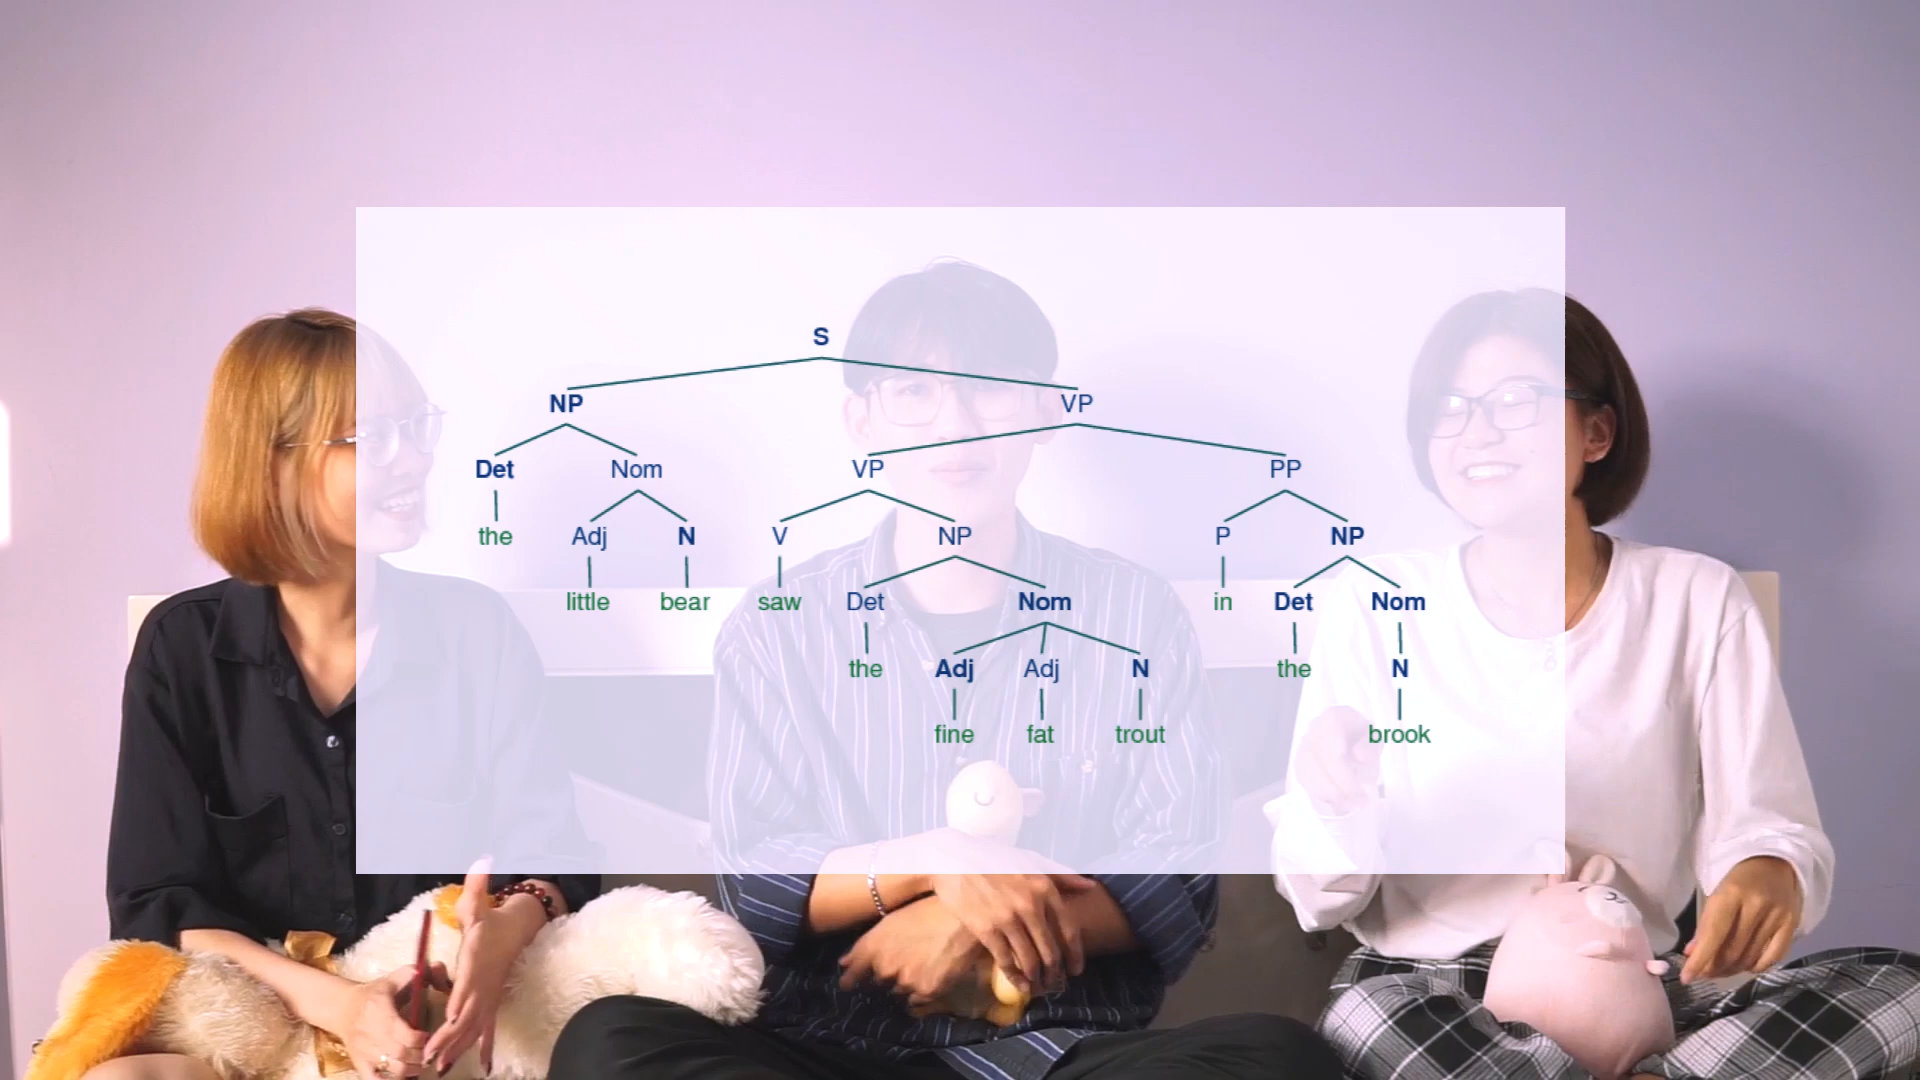 S
NP VP
Det Nom VP PP
the Adj N V NP P NP
little bear saw Det Nom in Det Nom
the Adj Adj N the N
fine fat trout brook